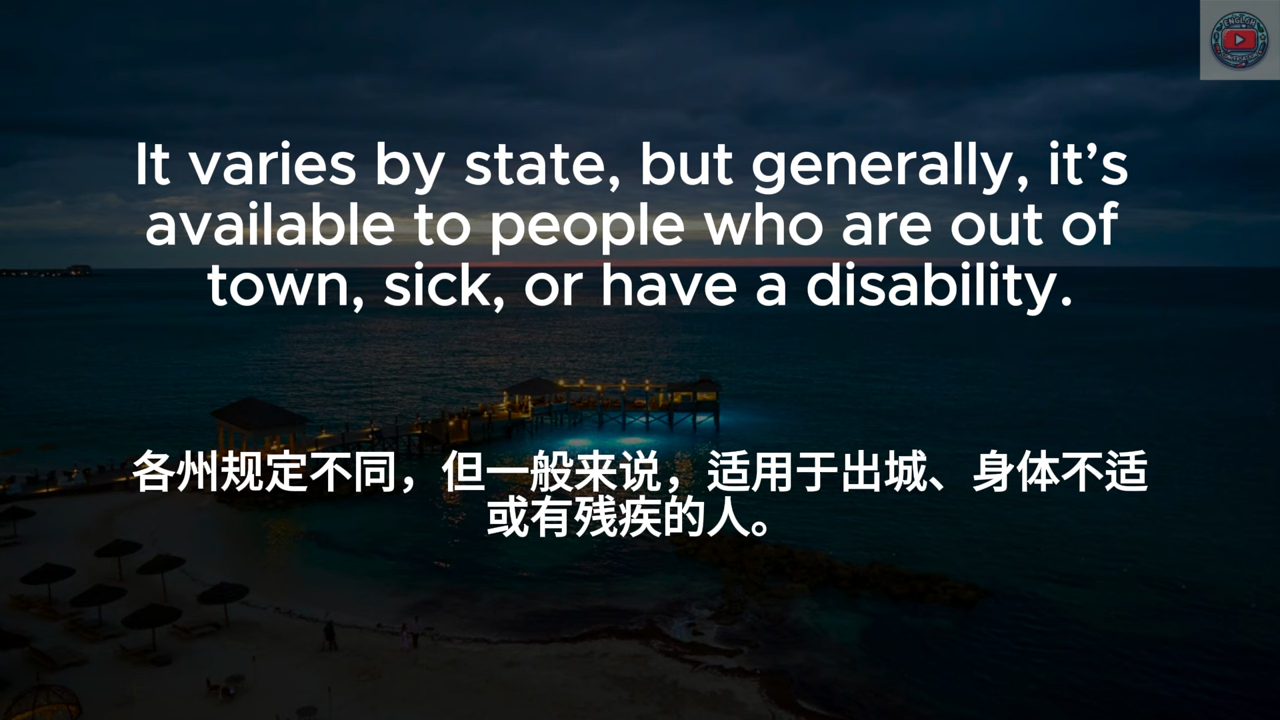 ENGLISH
It varies by state, but generally, it’s
available to people who are out of
town, sick, or have a disability.
各州规定不同，但一般来说，适用于出城、身体不适
或有残疾的人。